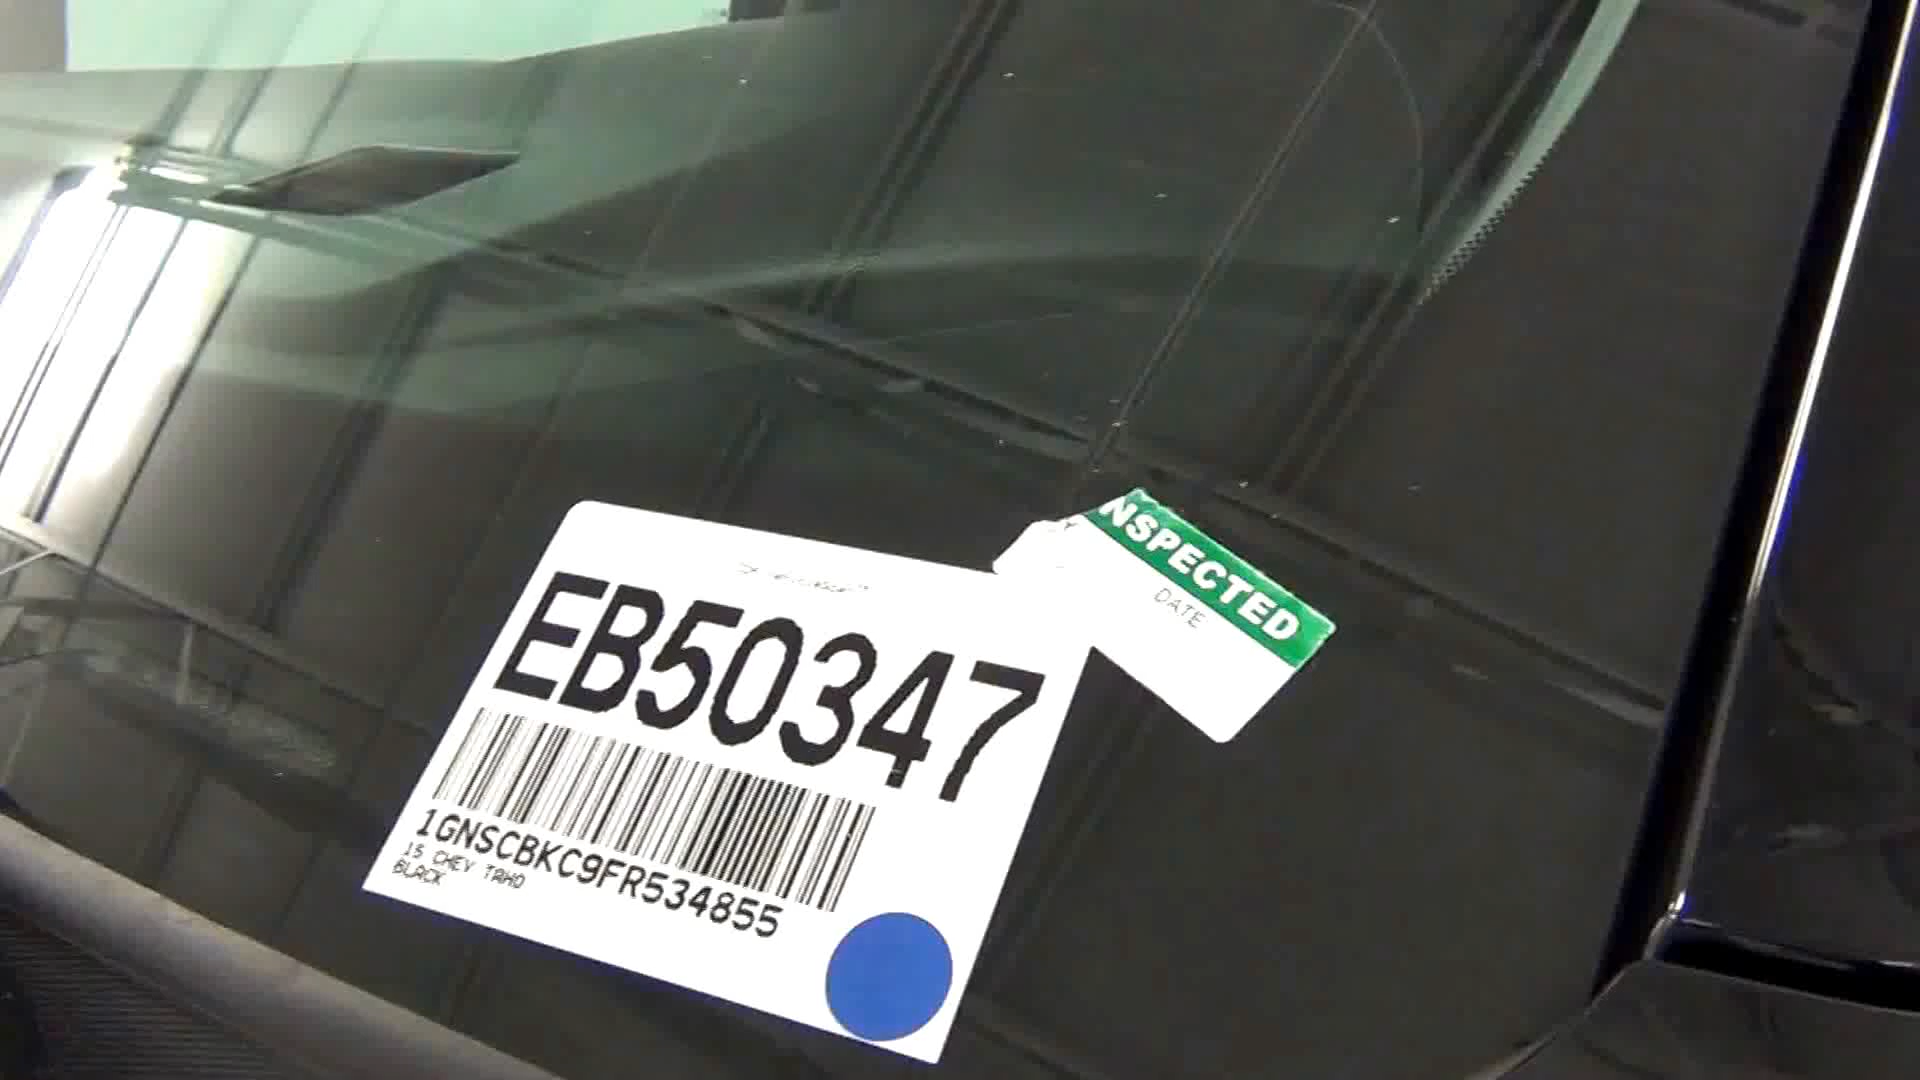 EB50347
1GNSCBKC9FR534855
15 CHEV TAHO
BLACK
NSPECTED
DATE